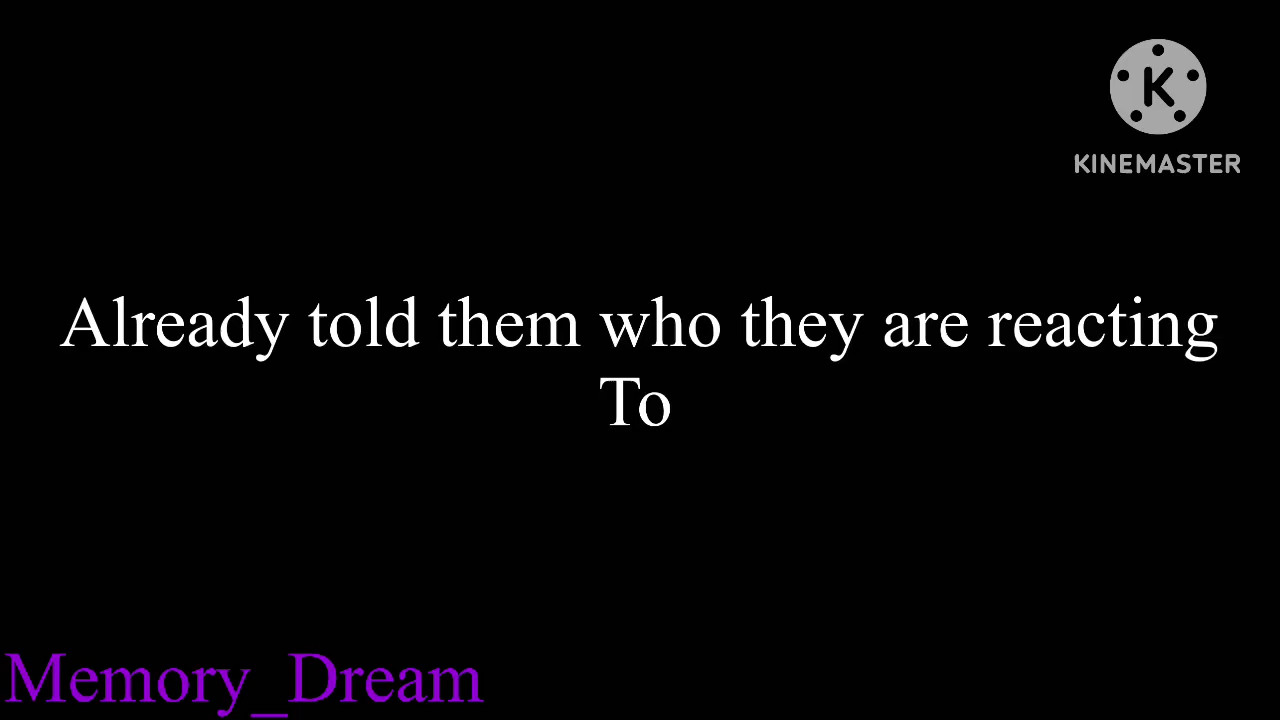 K
KINEMASTER
Already told them who they are reacting
To
Memory_Dream